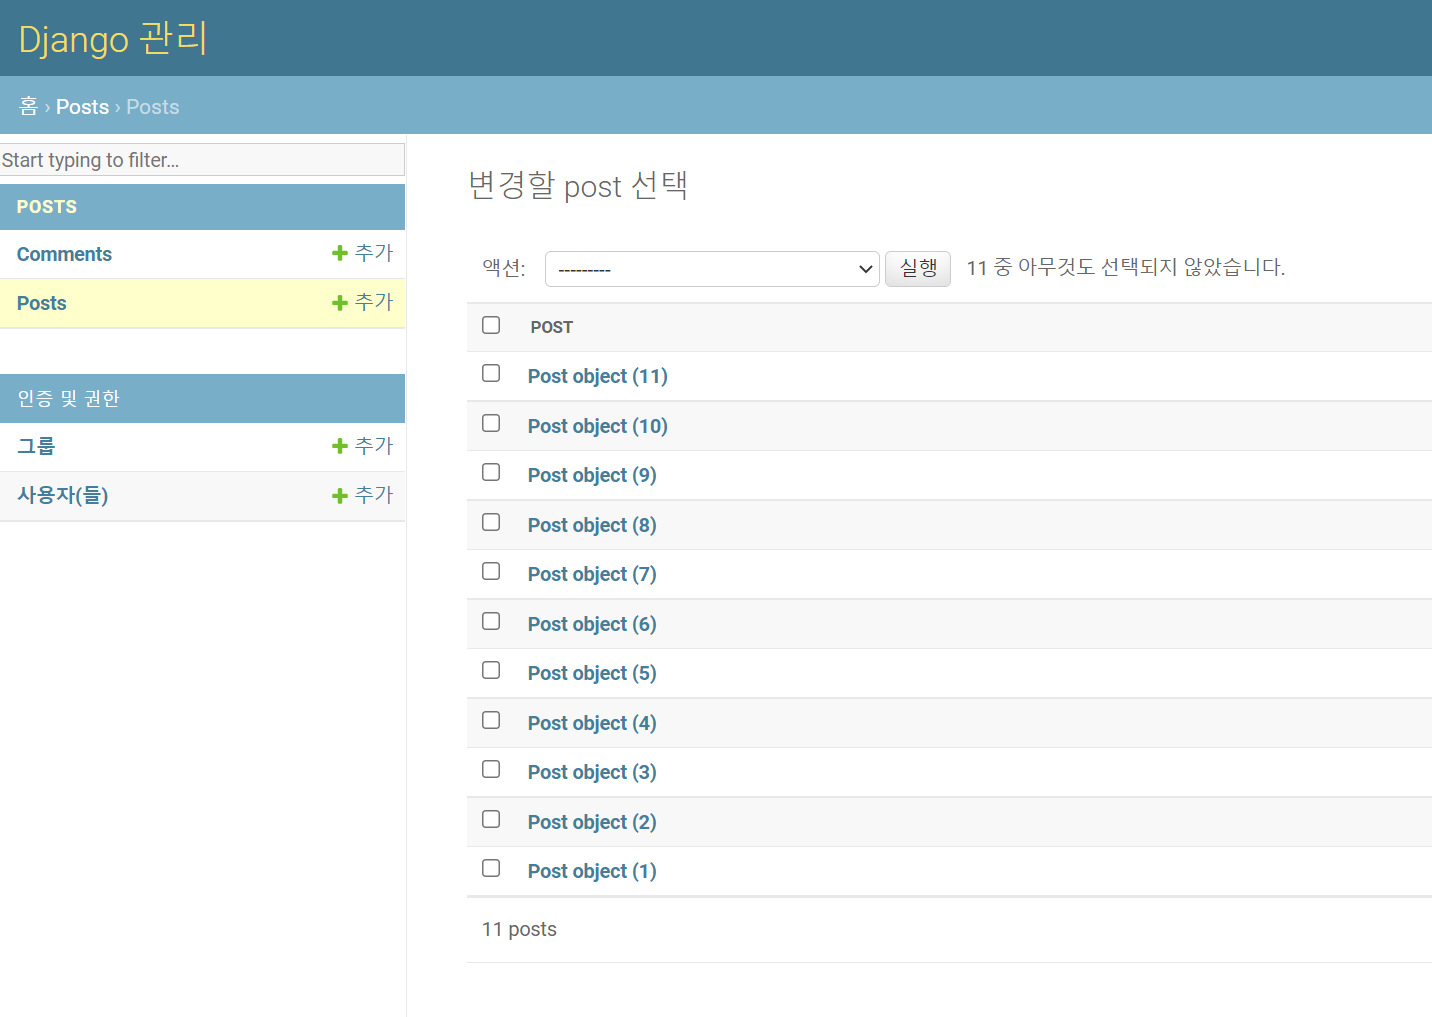 Django 관리
홈 › Posts › Posts
Start typing to filter...
POSTS
Comments 추가
Posts 추가
인증 및 권한
그룹 추가
사용자(들) 추가
변경할 post 선택
액션: --------- 실행 11 중 아무것도 선택되지 않았습니다.
POST
Post object (11)
Post object (10)
Post object (9)
Post object (8)
Post object (7)
Post object (6)
Post object (5)
Post object (4)
Post object (3)
Post object (2)
Post object (1)
11 posts